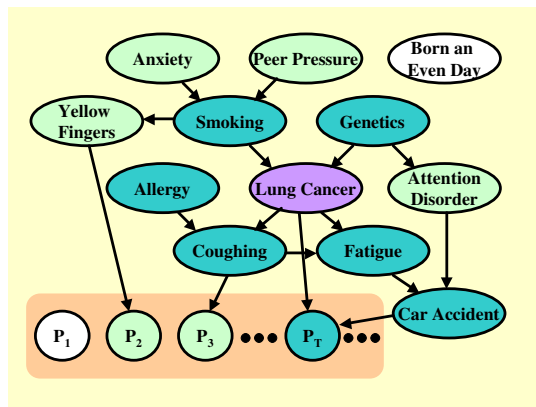 Anxiety
Peer Pressure
Born an
Even Day
Yellow
Fingers
Smoking
Genetics
Allergy
Lung Cancer
Attention
Disorder
Coughing
Fatigue
Car Accident
P1
P2
P3
PT